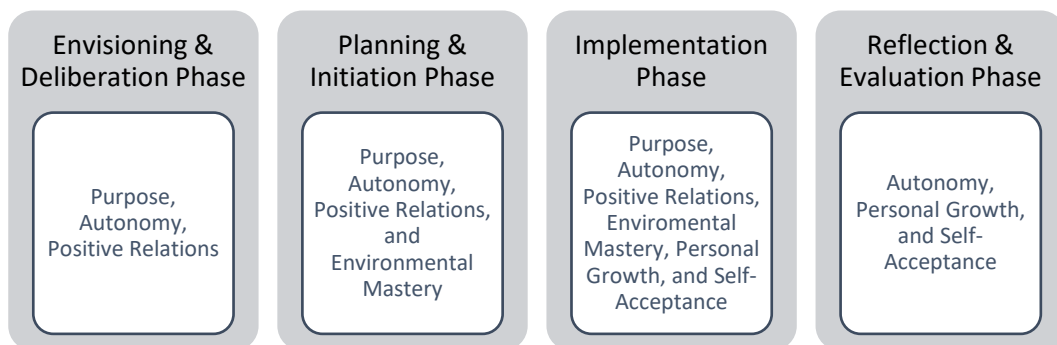 Envisioning &
Deliberation Phase
Purpose,
Autonomy,
Positive Relations
Planning &
Initiation Phase
Purpose,
Autonomy,
Positive Relations,
and
Environmental
Mastery
Implementation
Phase
Purpose,
Autonomy,
Positive Relations,
Enviromental
Mastery, Personal
Growth, and Self-
Acceptance
Reflection &
Evaluation Phase
Autonomy,
Personal Growth,
and Self-
Acceptance